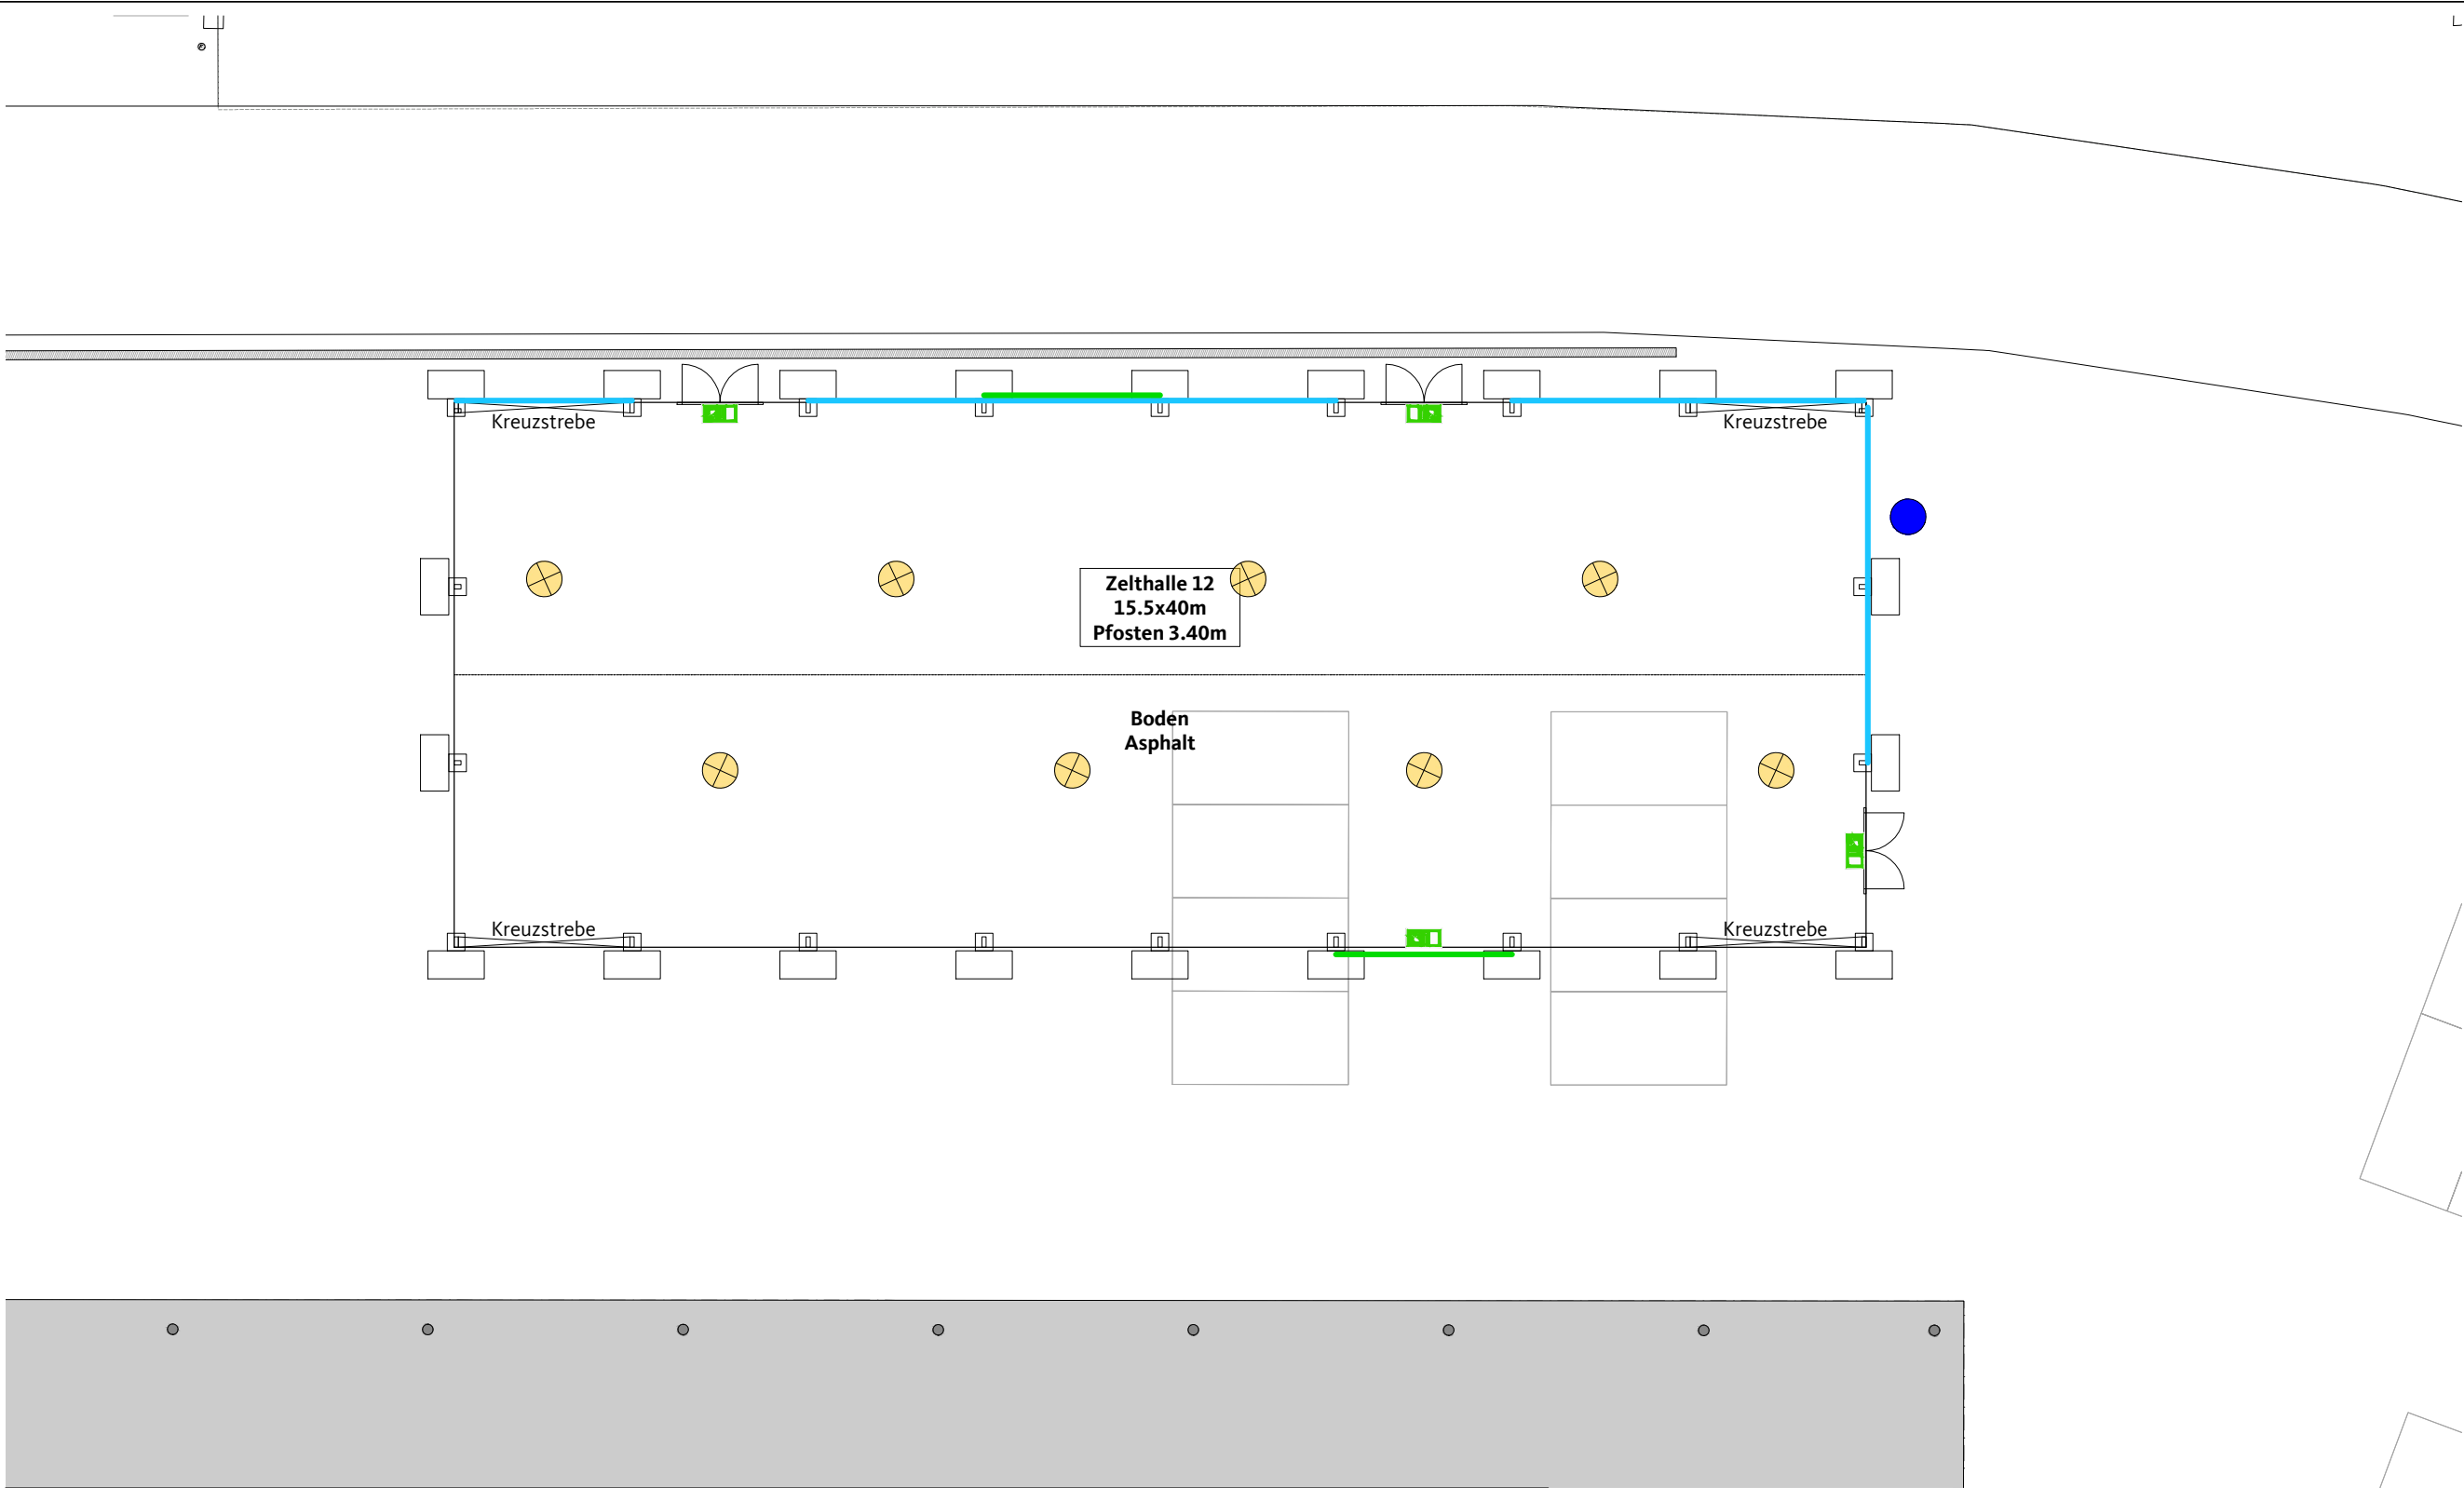 Kreuzstrebe
Kreuzstrebe
Zelthalle 12
15.5x40m
Pfosten 3.40m
Boden
Asphalt
Kreuzstrebe
Kreuzstrebe